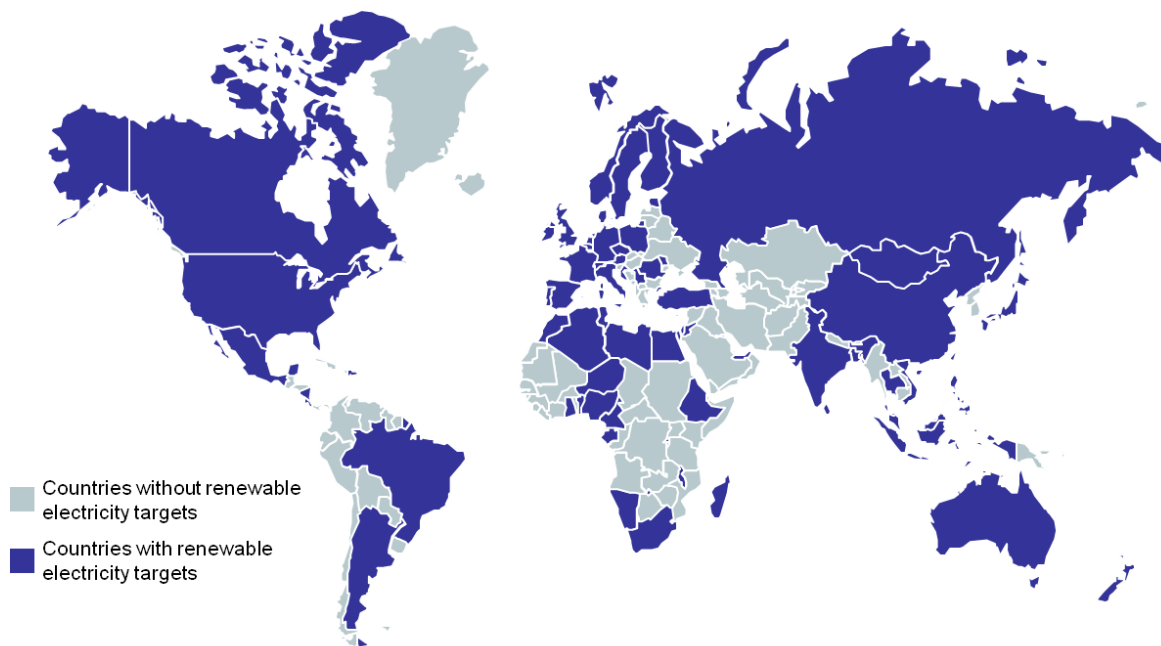 Countries without renewable
electricity targets
Countries with renewable
electricity targets